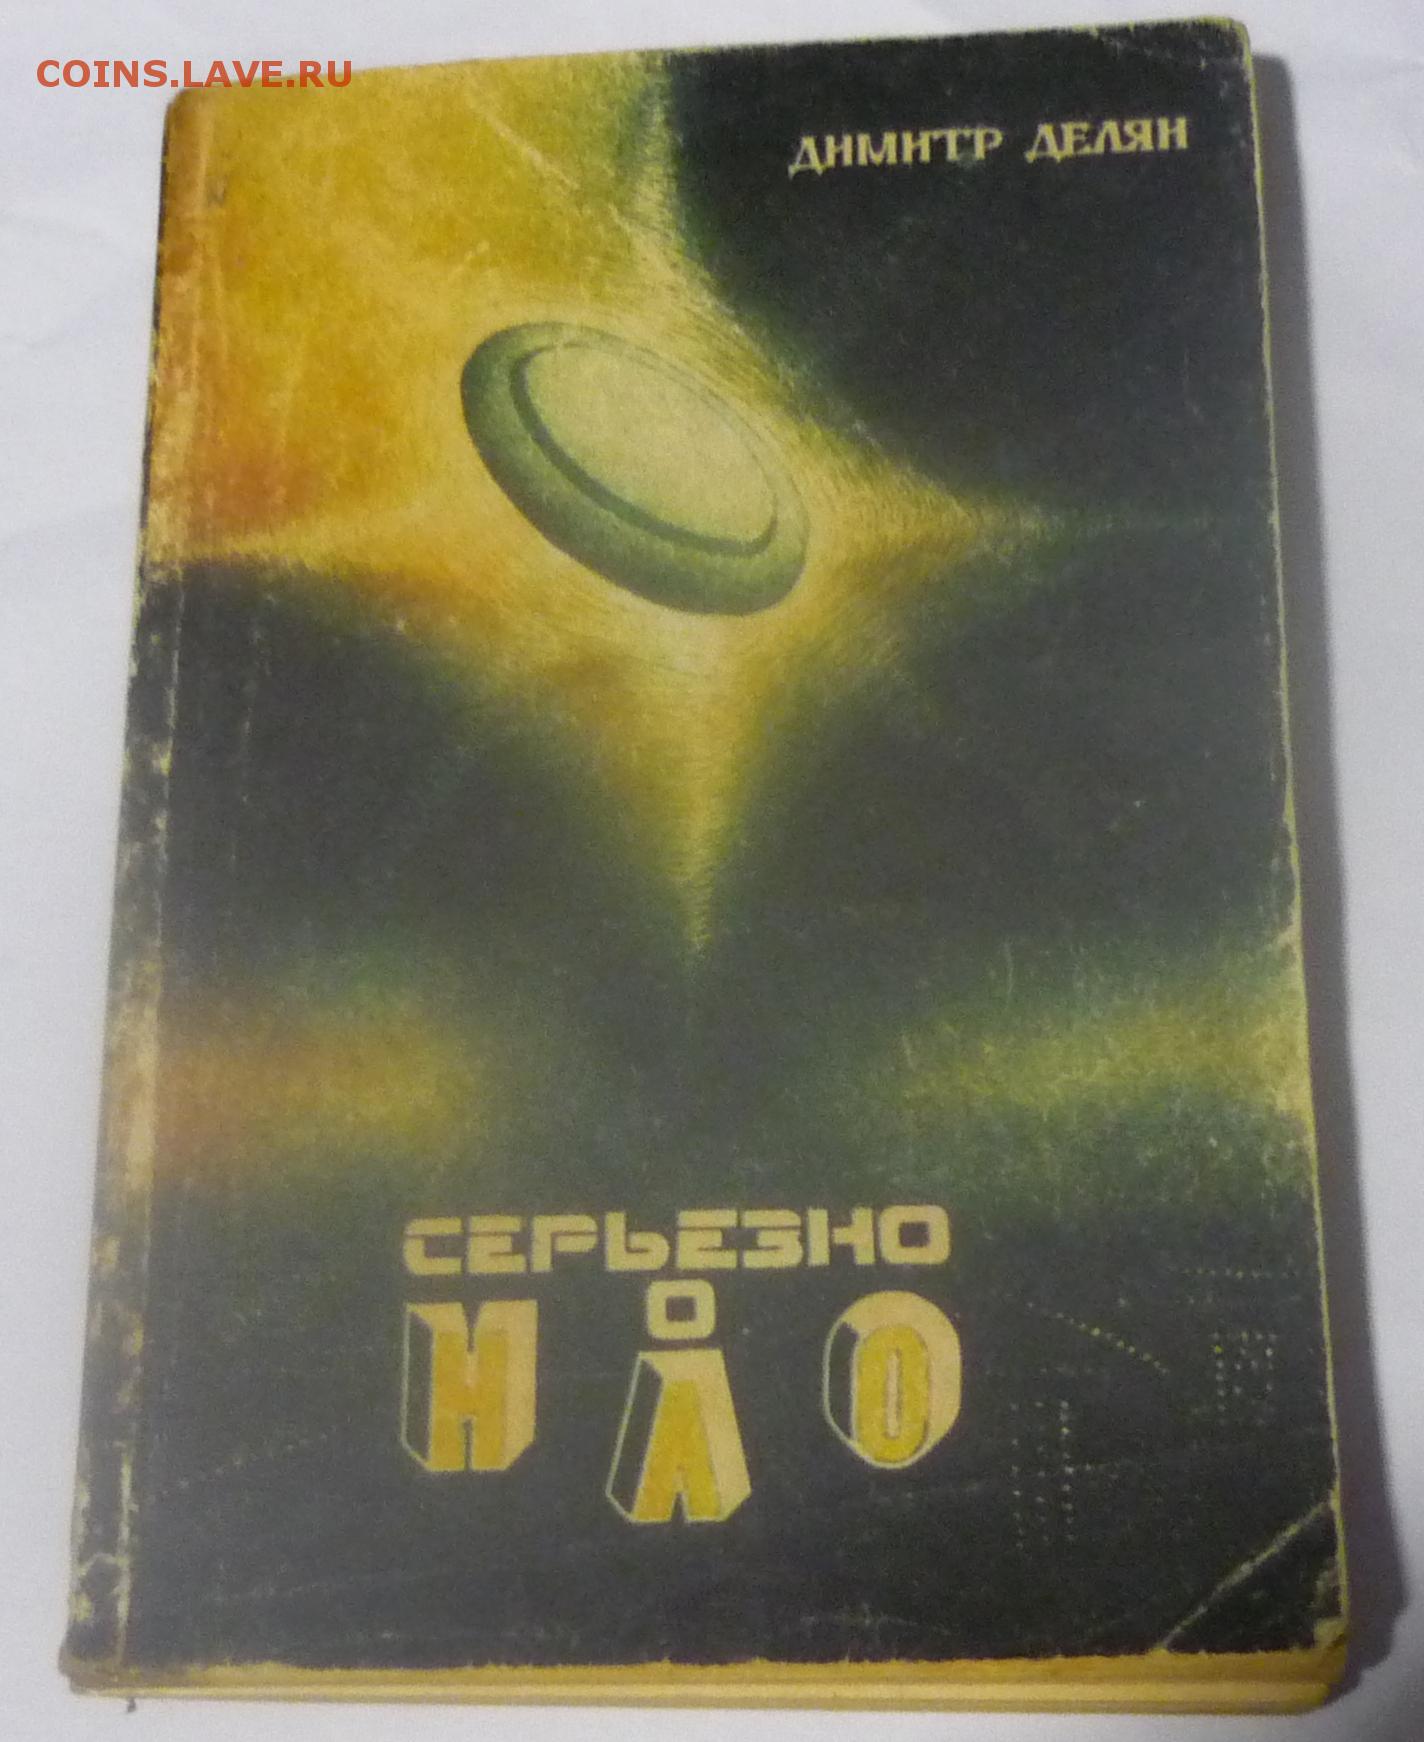 COINS.LAVE.RU
ДИМИТР ДЕЛЯН
СЕРЬЕЗНО
О
НЛО